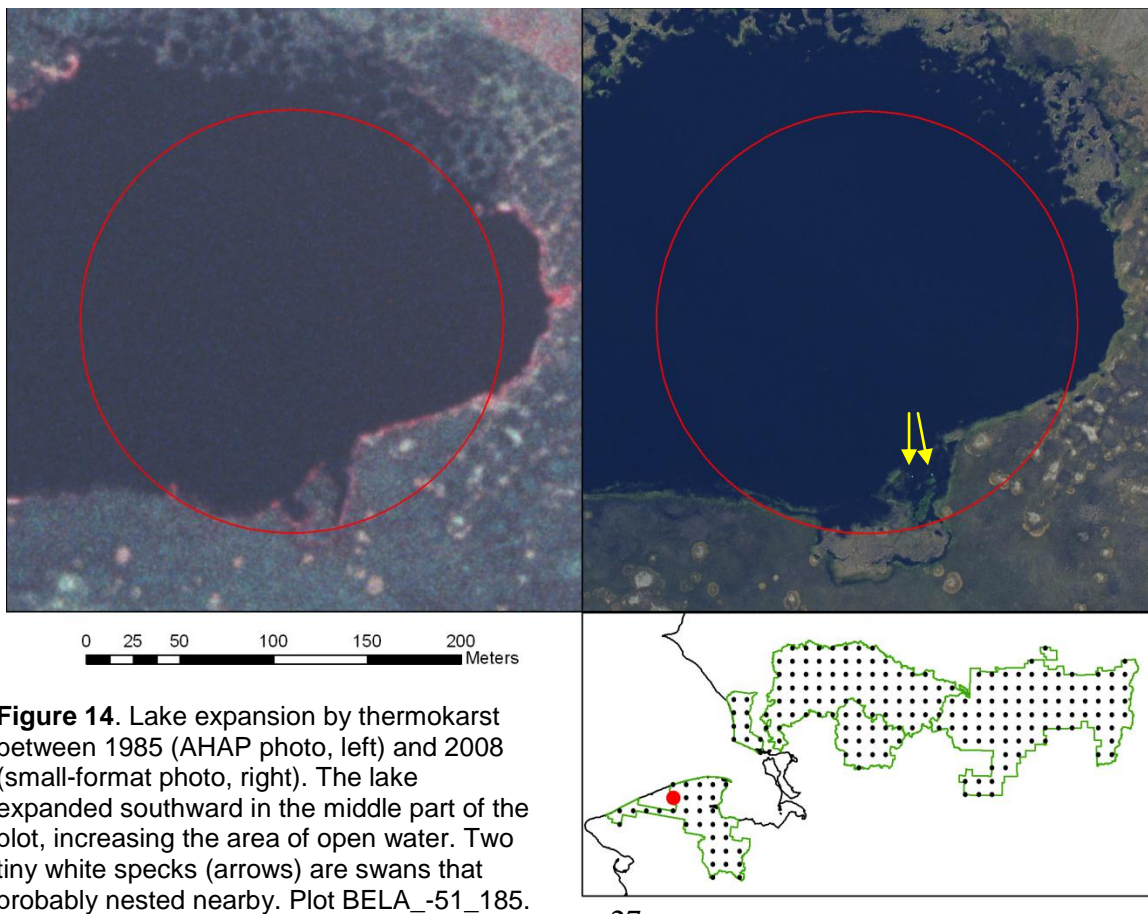 0 25 50 100 150 200
Meters
Figure 14. Lake expansion by thermokarst
between 1985 (AHAP photo, left) and 2008
(small-format photo, right). The lake
expanded southward in the middle part of the
plot, increasing the area of open water. Two
tiny white specks (arrows) are swans that
probably nested nearby. Plot BELA_-51_185.